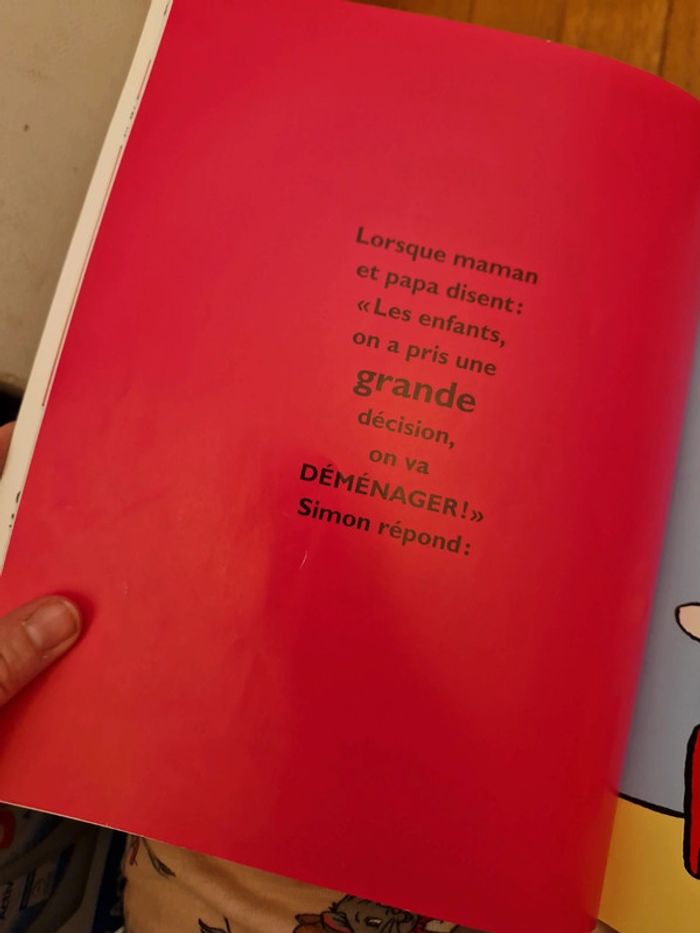 Lorsque maman
et papa disent :
« Les enfants,
on a pris une
grande
décision,
on va
DÉMÉNAGER ! »
Simon répond :